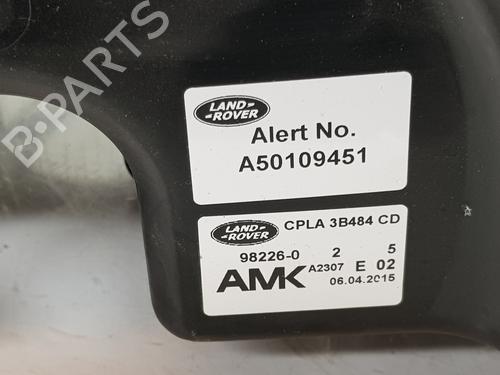 LAND-
-ROVER
Alert No.
A50109451
LAND-
-ROVER
CPLA 3B484 CD
98226-0 2 5
AMK A2307 E 02
06.04.2015
B-PARTS